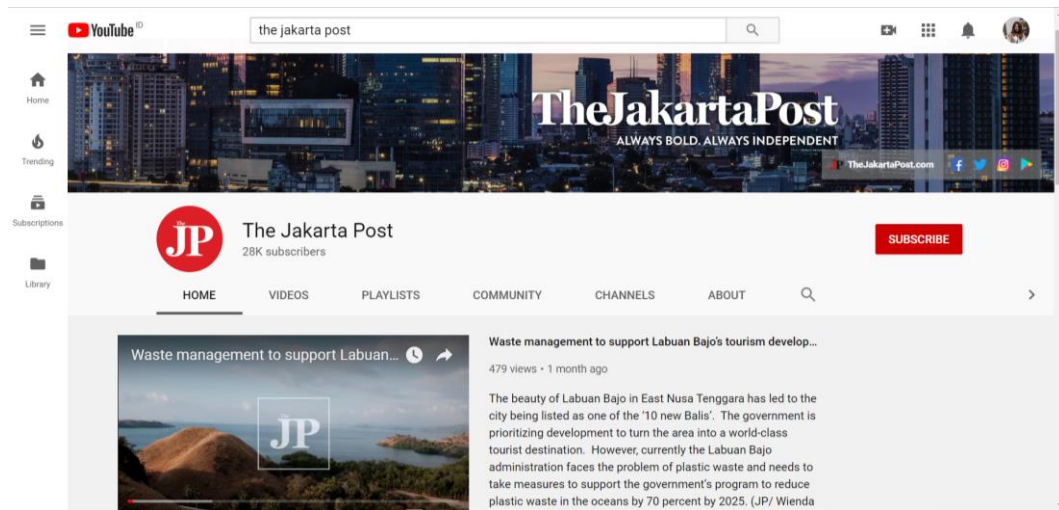 YouTube ID
the jakarta post
Home
Trending
Subscriptions
Library
TheJakartaPost
ALWAYS BOLD. ALWAYS INDEPENDENT
JP TheJakartaPost.com
The JP
The Jakarta Post
28K subscribers
SUBSCRIBE
HOME VIDEOS PLAYLISTS COMMUNITY CHANNELS ABOUT
Waste management to support Labuan...
The JP
Waste management to support Labuan Bajo's tourism develop...
479 views • 1 month ago
The beauty of Labuan Bajo in East Nusa Tenggara has led to the
city being listed as one of the '10 new Balis'. The government is
prioritizing development to turn the area into a world-class
tourist destination. However, currently the Labuan Bajo
administration faces the problem of plastic waste and needs to
take measures to support the government's program to reduce
plastic waste in the oceans by 70 percent by 2025. (JP/ Wienda